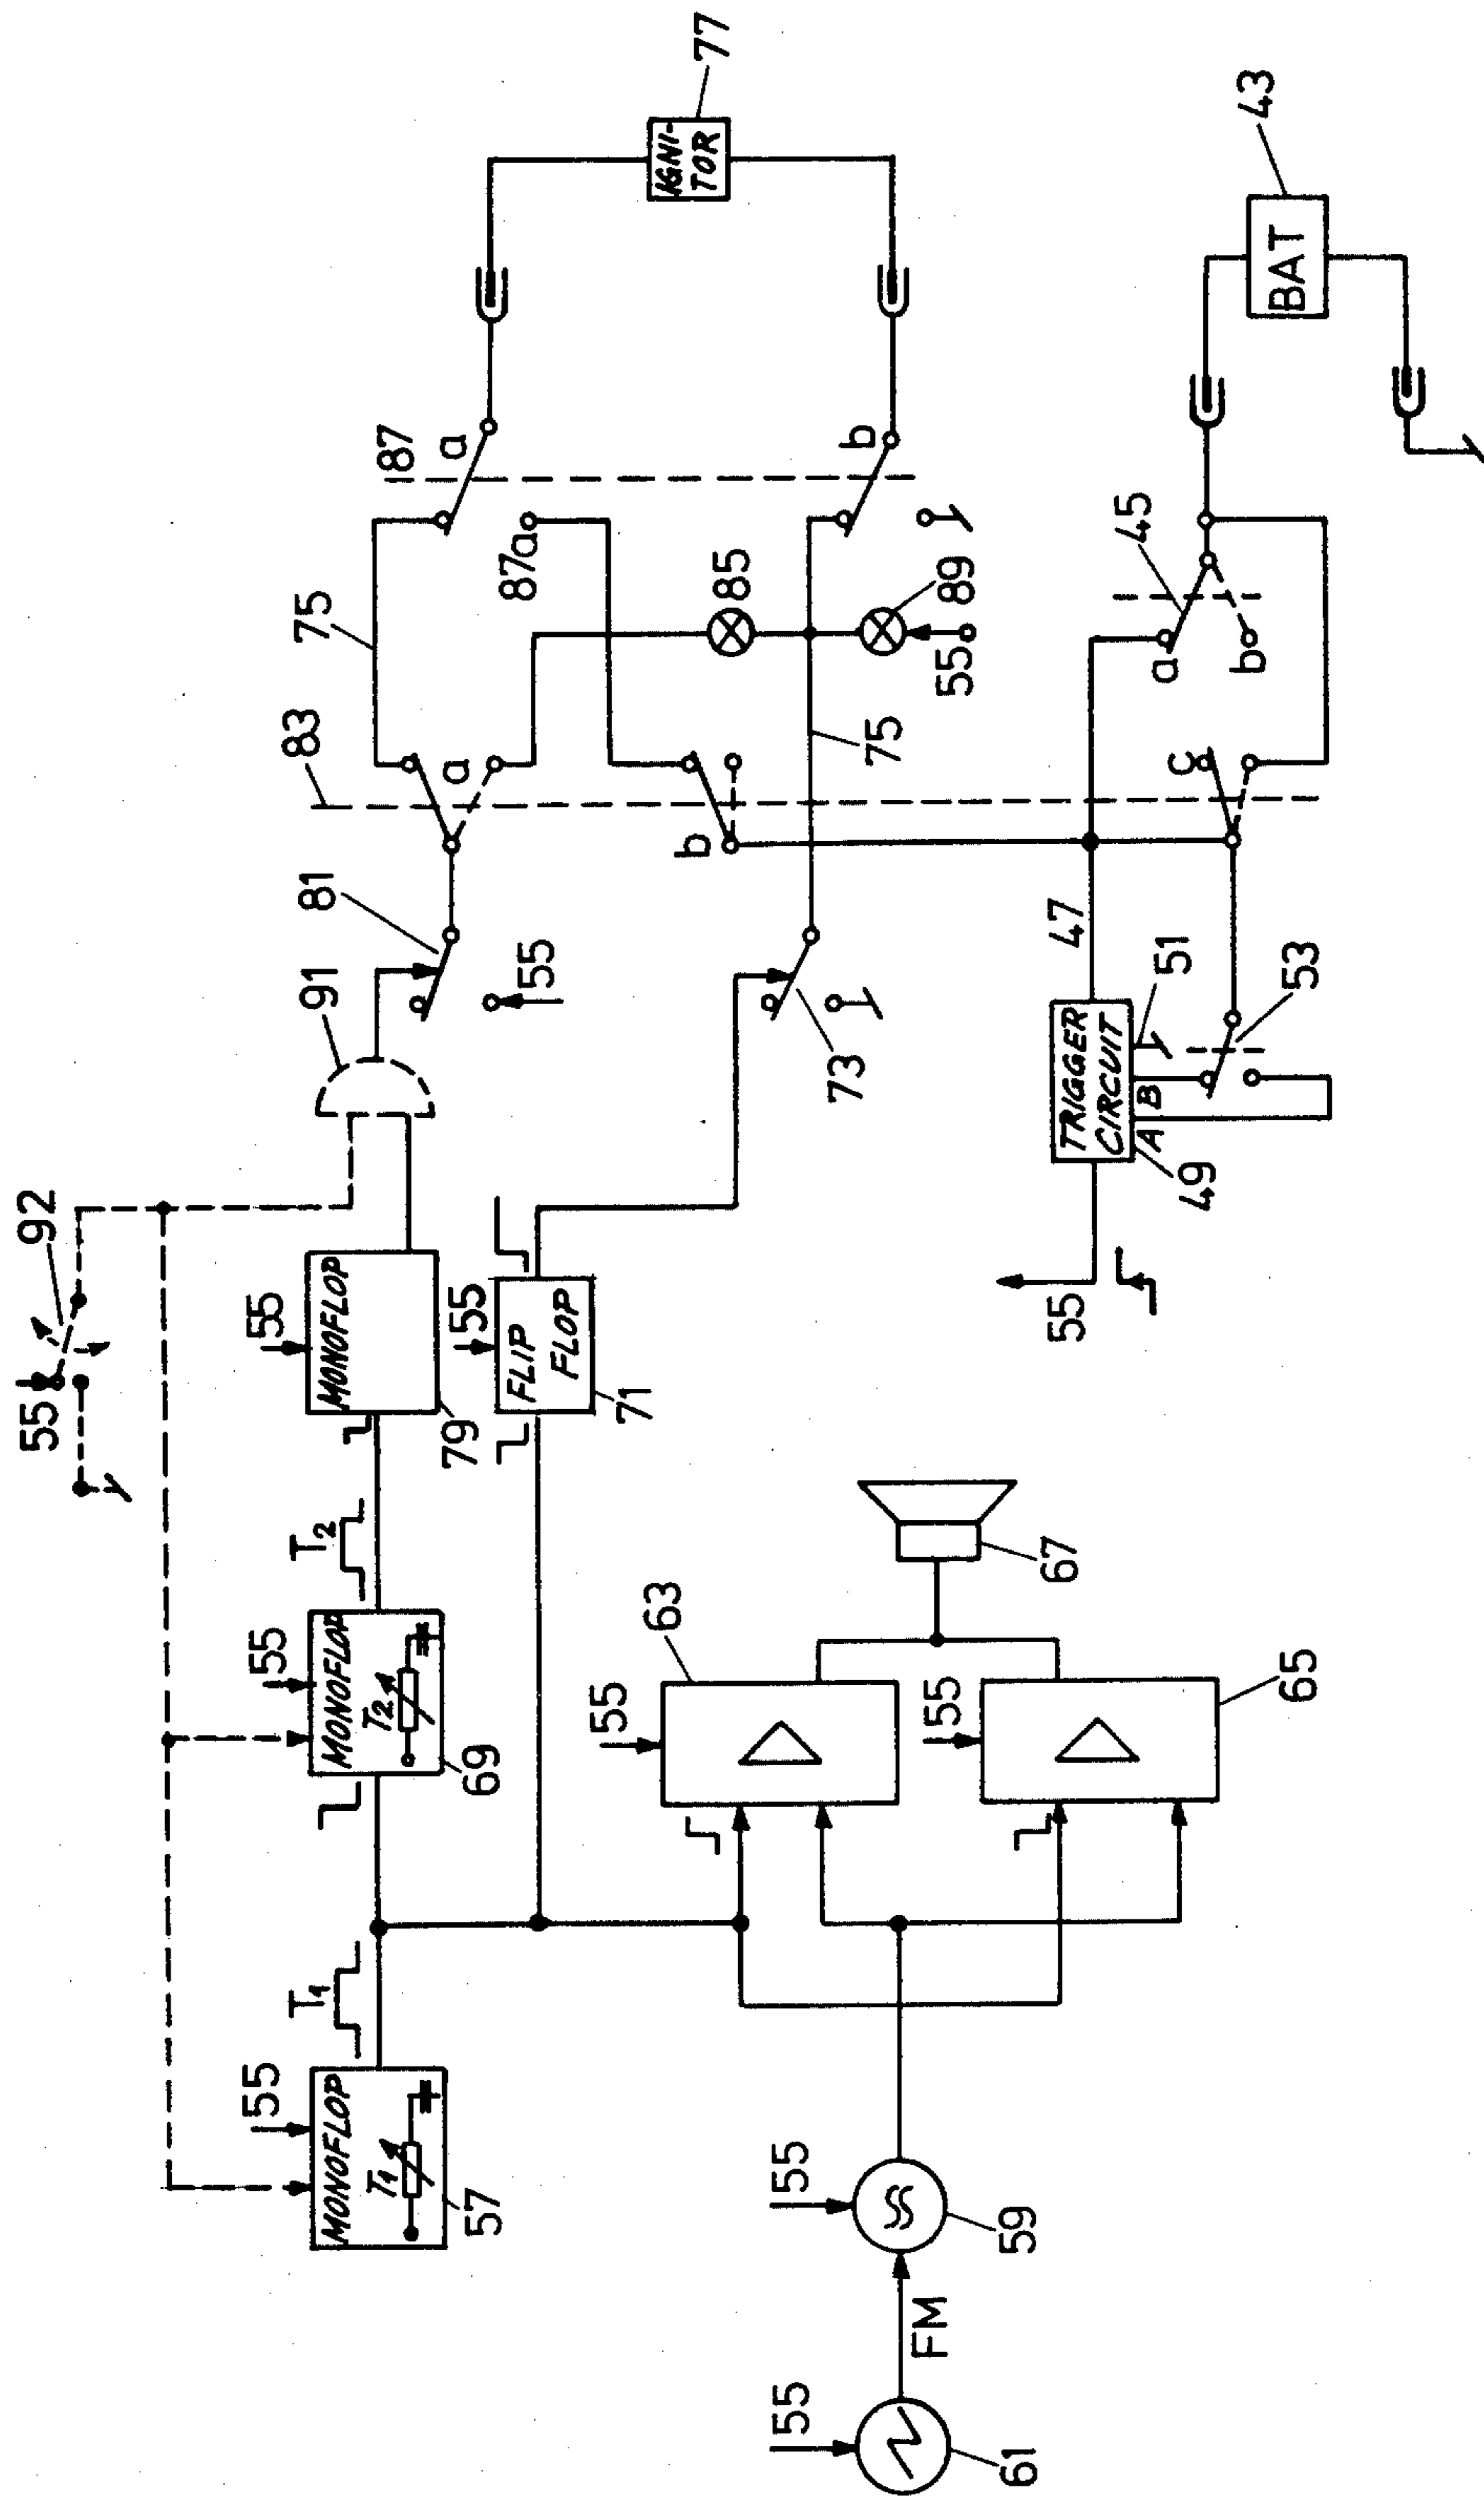 55
92
55
55
55
T1
T2
91
81
83
75
MONOFLOP
MONOFLOP
MONOFLOP
T1
T2
87
a
a
57
69
79
55
FLIP
FLOP
55
87a
71
55
63
b
IGNI-
TOR
77
85
55
55
73
75
b
FM
55
55
89
61
59
67
55
TRIGGER
CIRCUIT
47
A B
51
45
a
c
49
b
43
65
53
BAT